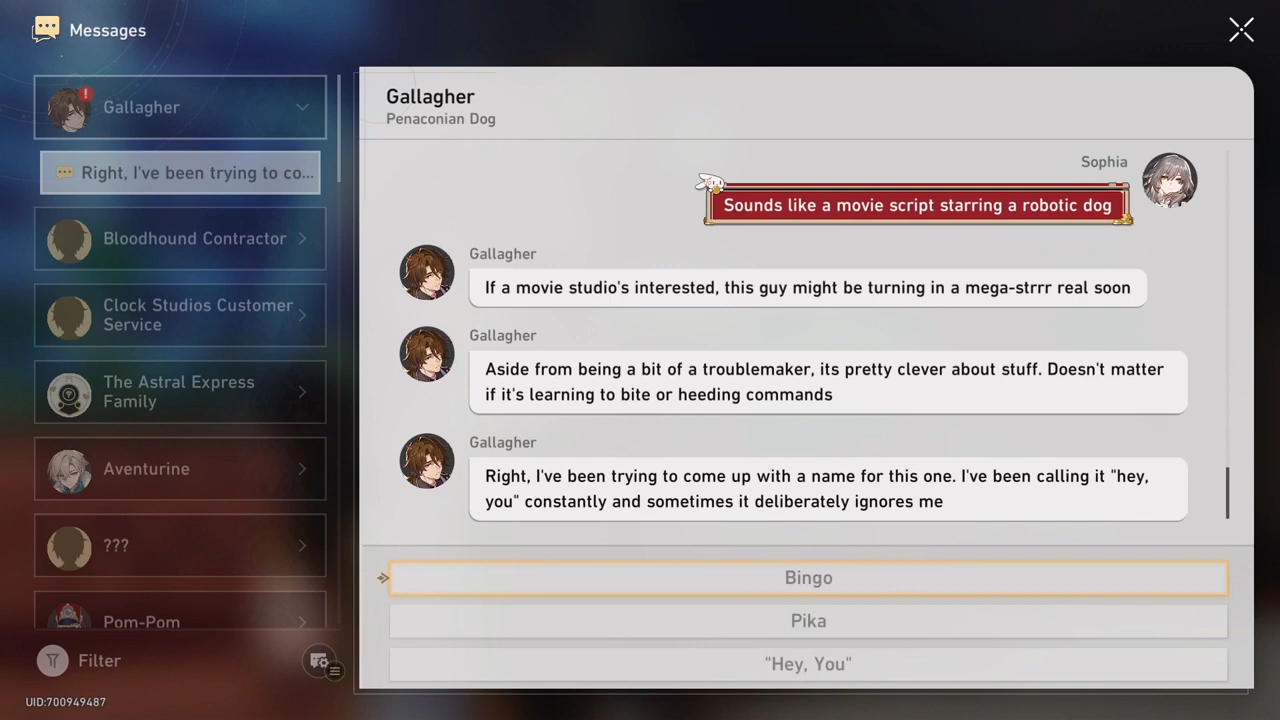 Messages
Gallagher
Right, I've been trying to co...
Bloodhound Contractor
Clock Studios Customer
Service
The Astral Express
Family
Aventurine
???
Pom-Pom
Filter
UID:700949487
Gallagher
Penaconian Dog
Sophia
Sounds like a movie script starring a robotic dog
Gallagher
If a movie studio's interested, this guy might be turning in a mega-strrr real soon
Gallagher
Aside from being a bit of a troublemaker, its pretty clever about stuff. Doesn't matter
if it's learning to bite or heeding commands
Gallagher
Right, I've been trying to come up with a name for this one. I've been calling it "hey,
you" constantly and sometimes it deliberately ignores me
Bingo
Pika
"Hey, You"